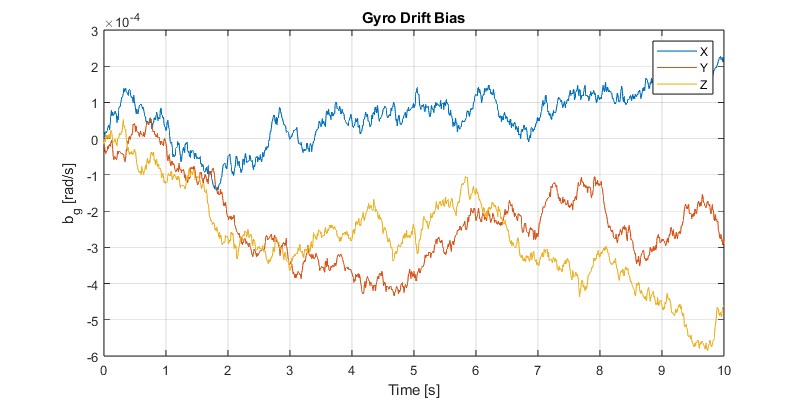 Gyro Drift Bias
×10⁻⁴
3
2
1
0
-1
-2
-3
-4
-5
-6
b_g [rad/s]
X
Y
Z
0 1 2 3 4 5 6 7 8 9 10
Time [s]